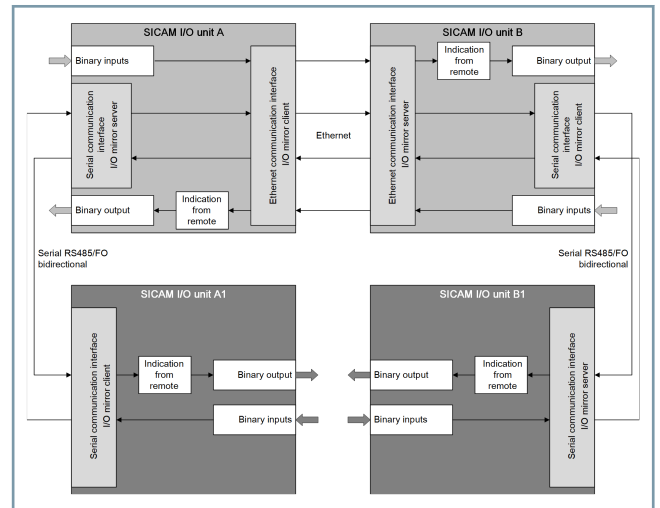 SICAM I/O unit A
Binary inputs
Serial communication
interface
I/O mirror server
Ethernet communication interface
I/O mirror client
Indication
from
remote
Binary output
Ethernet
SICAM I/O unit B
Ethernet communication interface
I/O mirror server
Indication
from
remote
Binary output
Serial communication
interface
I/O mirror client
Binary inputs
Serial RS485/FO
bidirectional
Serial RS485/FO
bidirectional
SICAM I/O unit A1
Serial communication interface
I/O mirror client
Indication
from
remote
Binary output
Binary inputs
SICAM I/O unit B1
Binary output
Indication
from
remote
Binary inputs
Serial communication interface
I/O mirror server